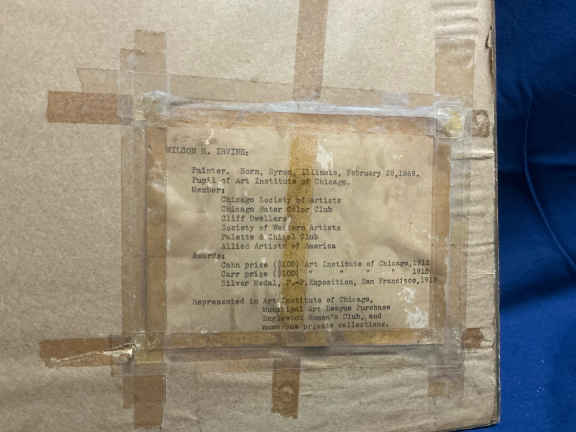 WILSON H. IRVINE:
Painter. Born, Byron, Illinois, February 28, 1869.
Pupil of Art Institute of Chicago.
Member:
Chicago Society of Artists
Chicago Water Color Club
Cliff Dwellers
Society of Western Artists
Palette & Chisel Club
Allied Artists of America
Awards:
Cahn prize ($100) Art Institute of Chicago, 1912
Carr prize ($100) " " " " 1915
Silver Medal, P.-P. Exposition, San Francisco, 1915
Represented in Art Institute of Chicago,
Municipal Art League Purchase
Englewood Woman's Club, and
numerous private collections.